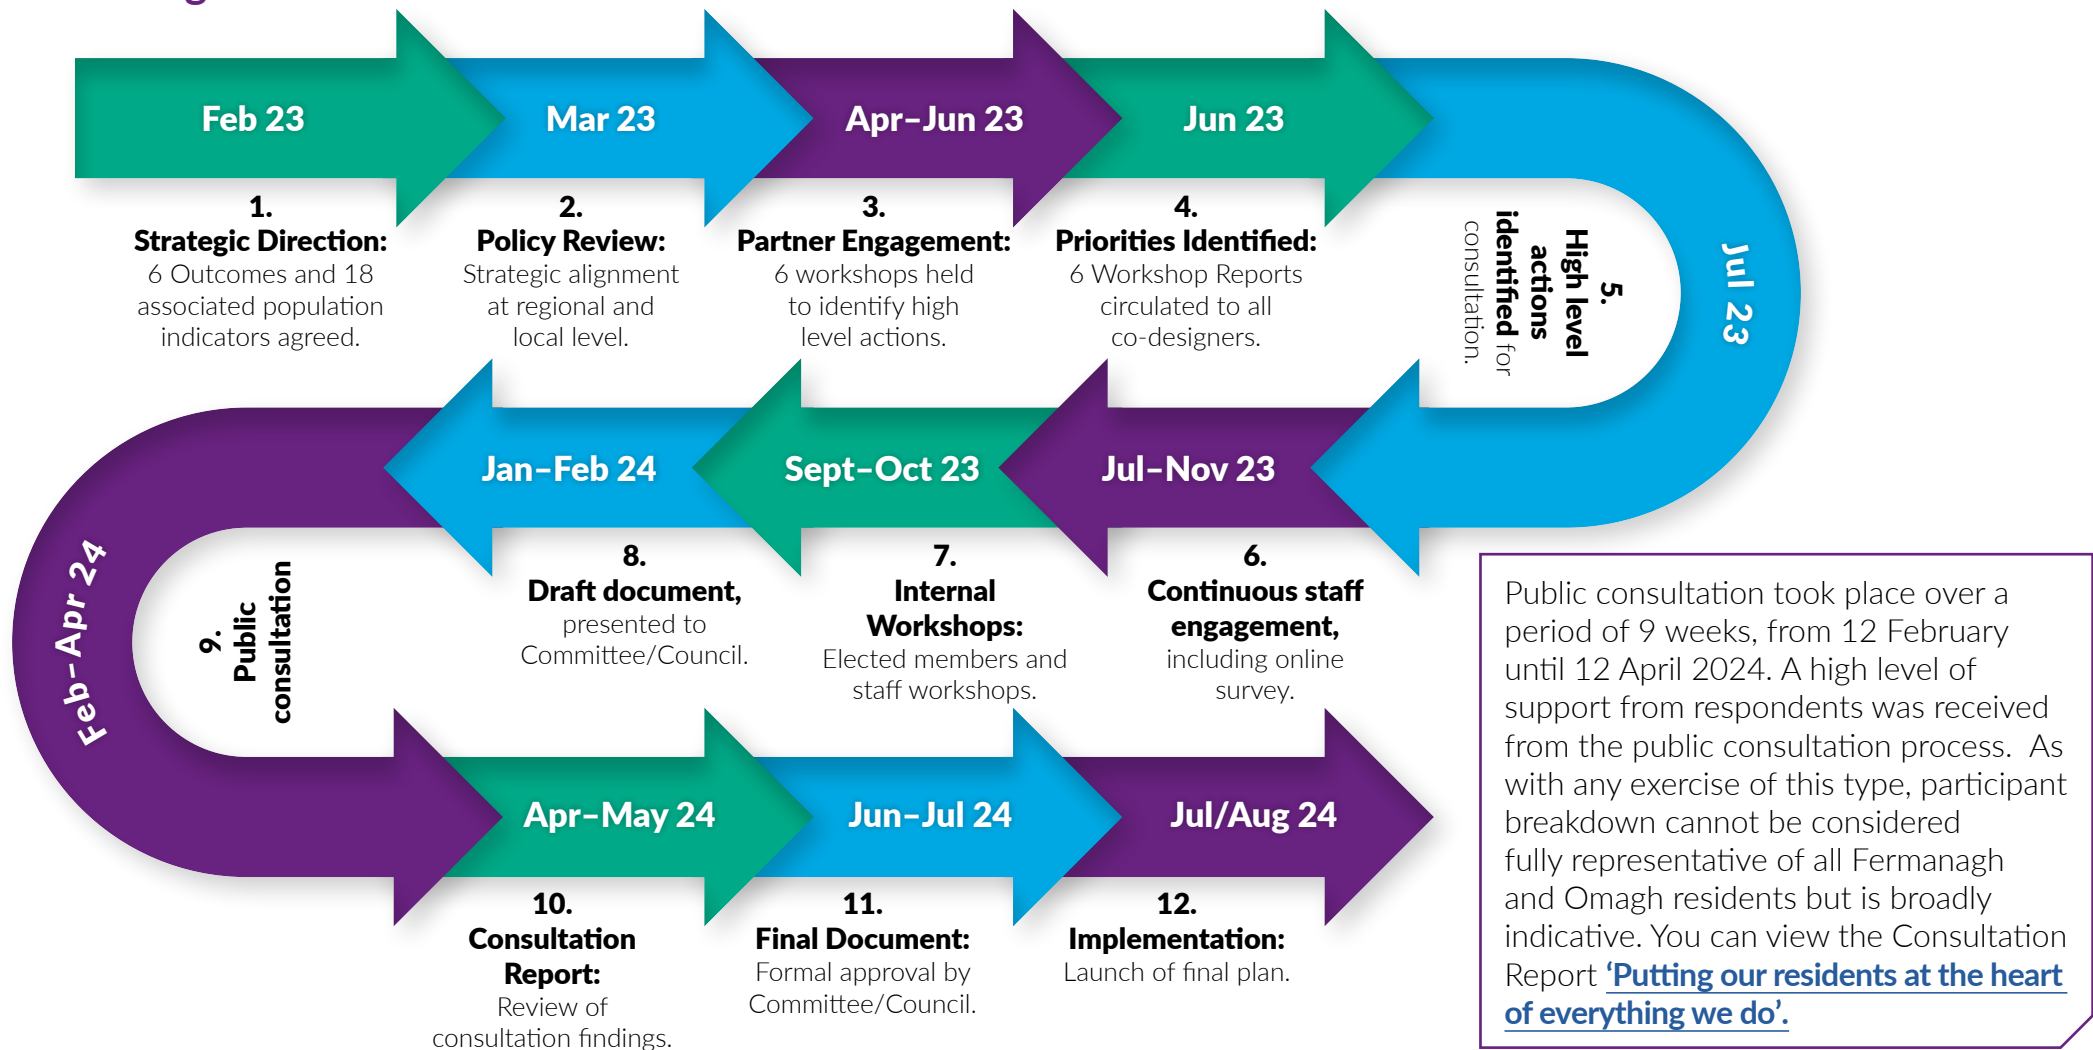 Feb 23
Mar 23
Apr–Jun 23
Jun 23
1.
Strategic Direction:
6 Outcomes and 18
associated population
indicators agreed.
2.
Policy Review:
Strategic alignment
at regional and
local level.
3.
Partner Engagement:
6 workshops held
to identify high
level actions.
4.
Priorities Identified:
6 Workshop Reports
circulated to all
co-designers.
Jul 23
5.
High level
actions
identified for
consultation.
Jul–Nov 23
Sept–Oct 23
Jan–Feb 24
6.
Continuous staff
engagement,
including online
survey.
7.
Internal
Workshops:
Elected members and
staff workshops.
8.
Draft document,
presented to
Committee/Council.
Feb–Apr 24
9.
Public
consultation
Apr–May 24
Jun–Jul 24
Jul/Aug 24
10.
Consultation
Report:
Review of
consultation findings.
11.
Final Document:
Formal approval by
Committee/Council.
12.
Implementation:
Launch of final plan.
Public consultation took place over a
period of 9 weeks, from 12 February
until 12 April 2024. A high level of
support from respondents was received
from the public consultation process.  As
with any exercise of this type, participant
breakdown cannot be considered
fully representative of all Fermanagh
and Omagh residents but is broadly
indicative. You can view the Consultation
Report ‘Putting our residents at the heart
of everything we do’.